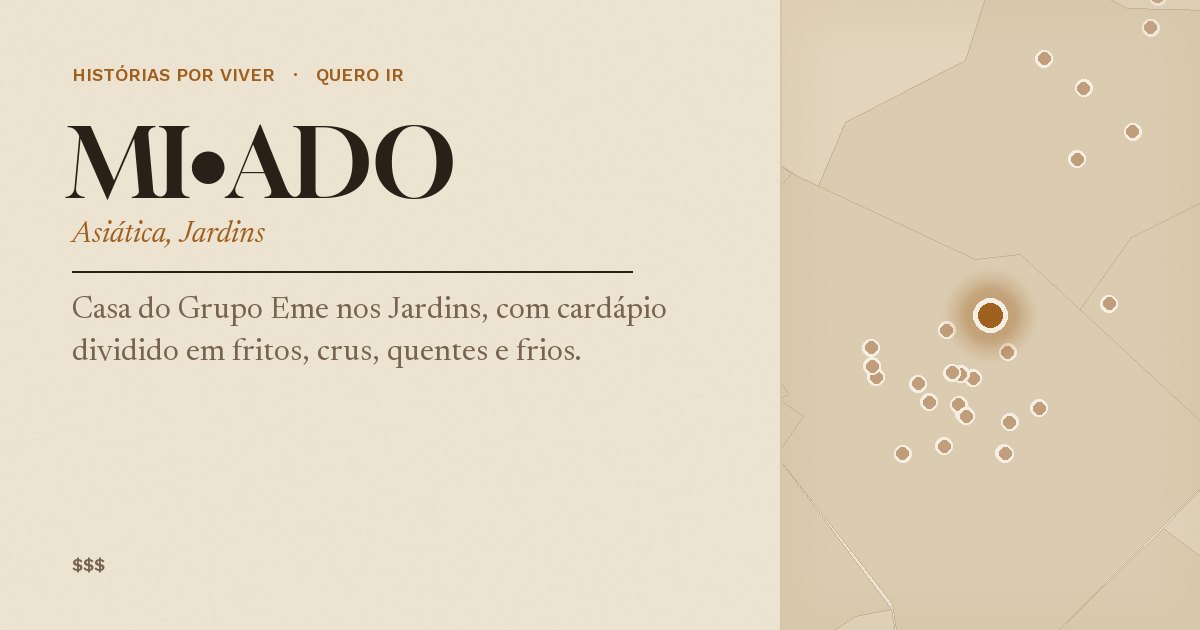 HISTÓRIAS POR VIVER · QUERO IR
MI•ADO
Asiática, Jardins
Casa do Grupo Eme nos Jardins, com cardápio
dividido em fritos, crus, quentes e frios.
$$$